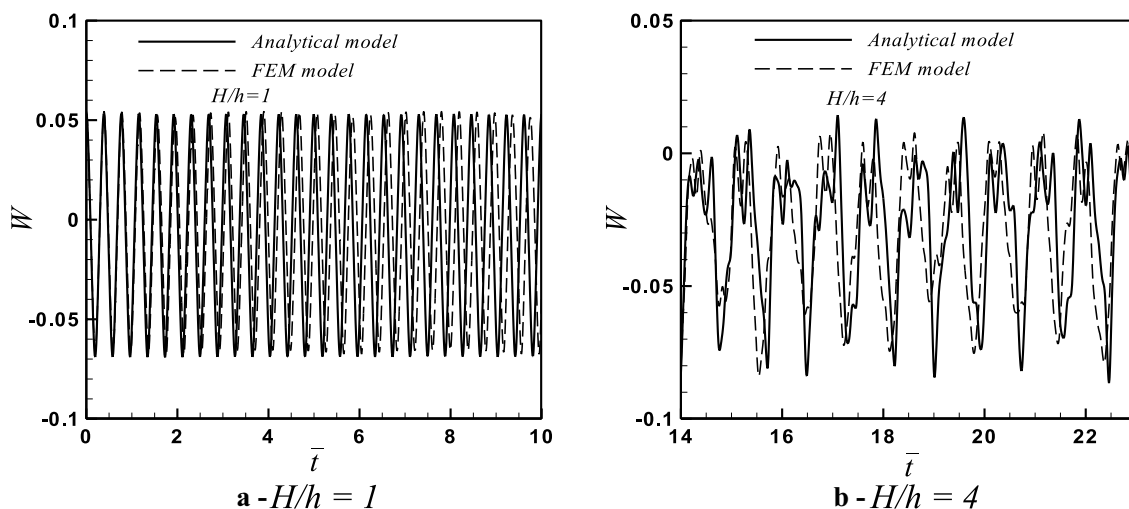 0.1
Analytical model
FEM model
H/h=1
0.05
0
-0.05
-0.1
W
0 2 4 6 8 10
t̄
a - H/h = 1
0.05
Analytical model
FEM model
H/h=4
0
-0.05
-0.1
W
14 16 18 20 22
t̄
b - H/h = 4